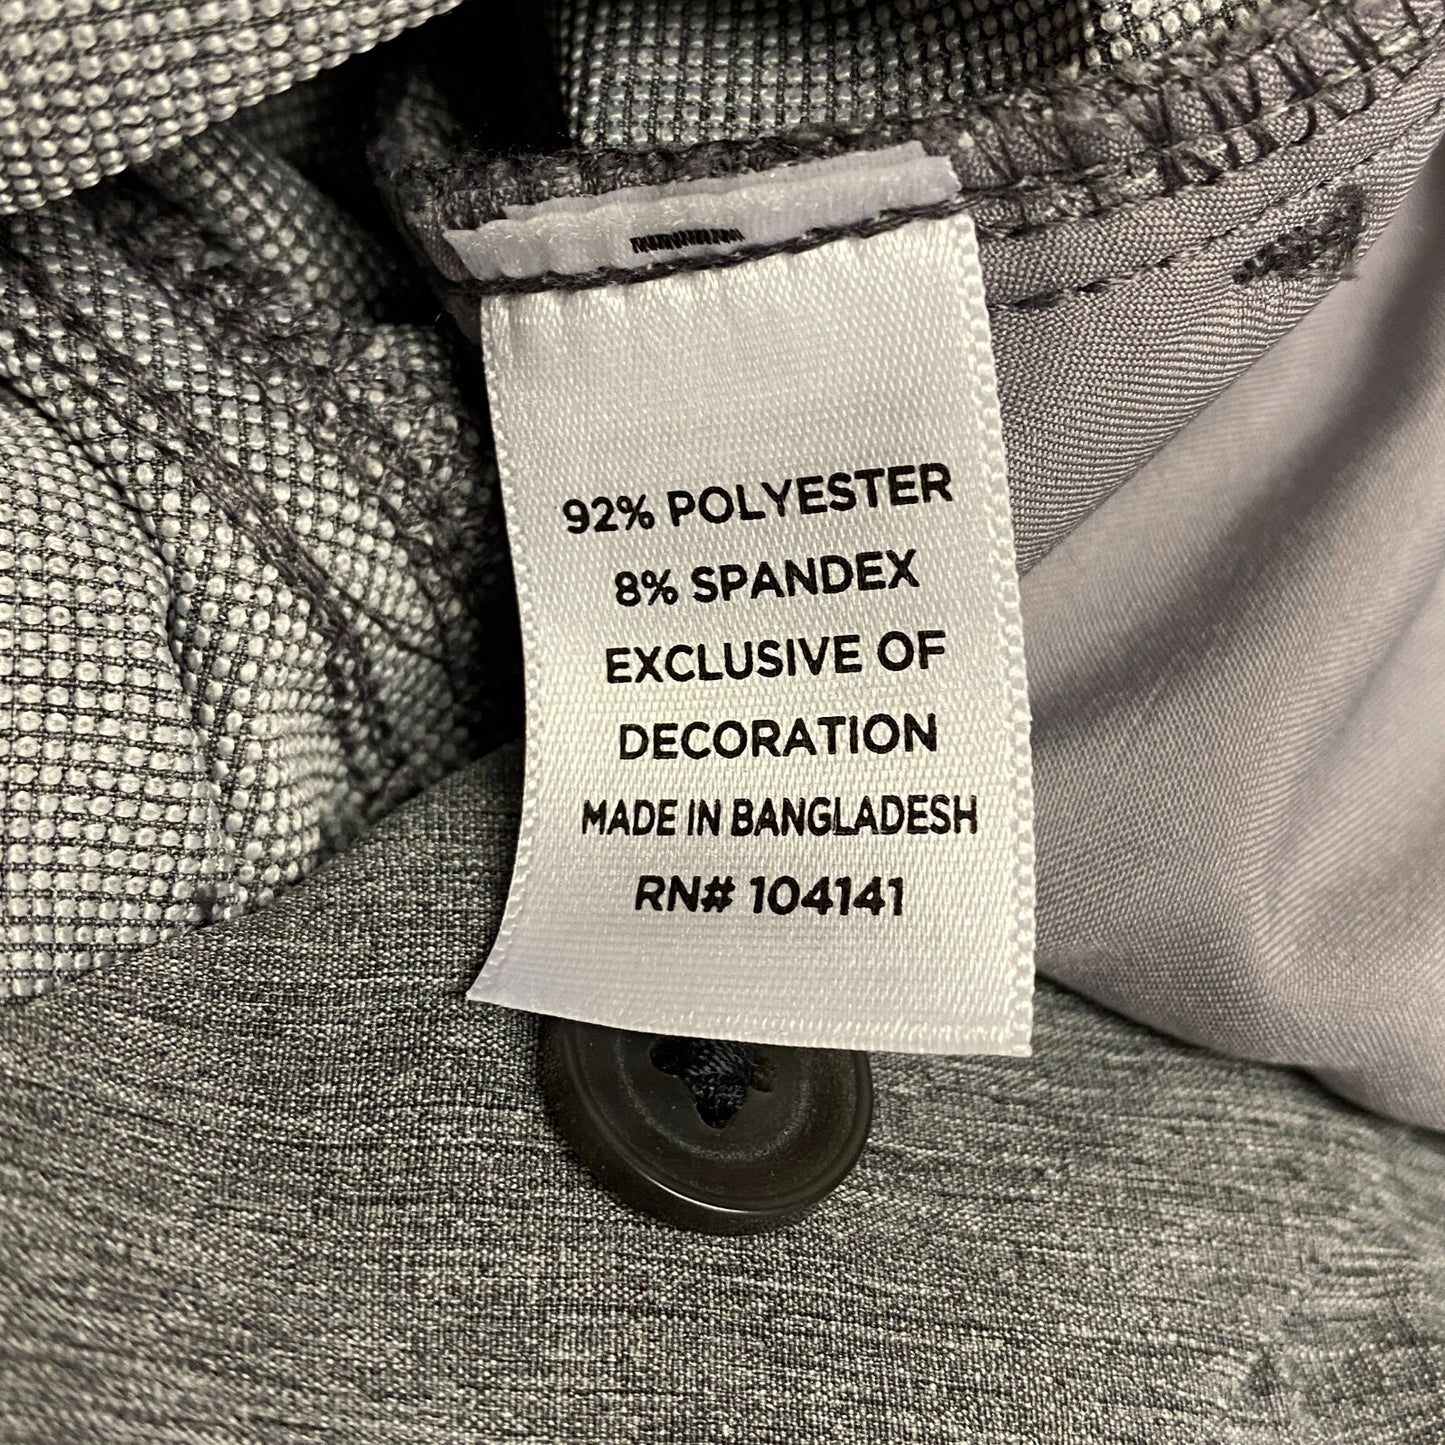 92% POLYESTER
8% SPANDEX
EXCLUSIVE OF
DECORATION
MADE IN BANGLADESH
RN# 104141